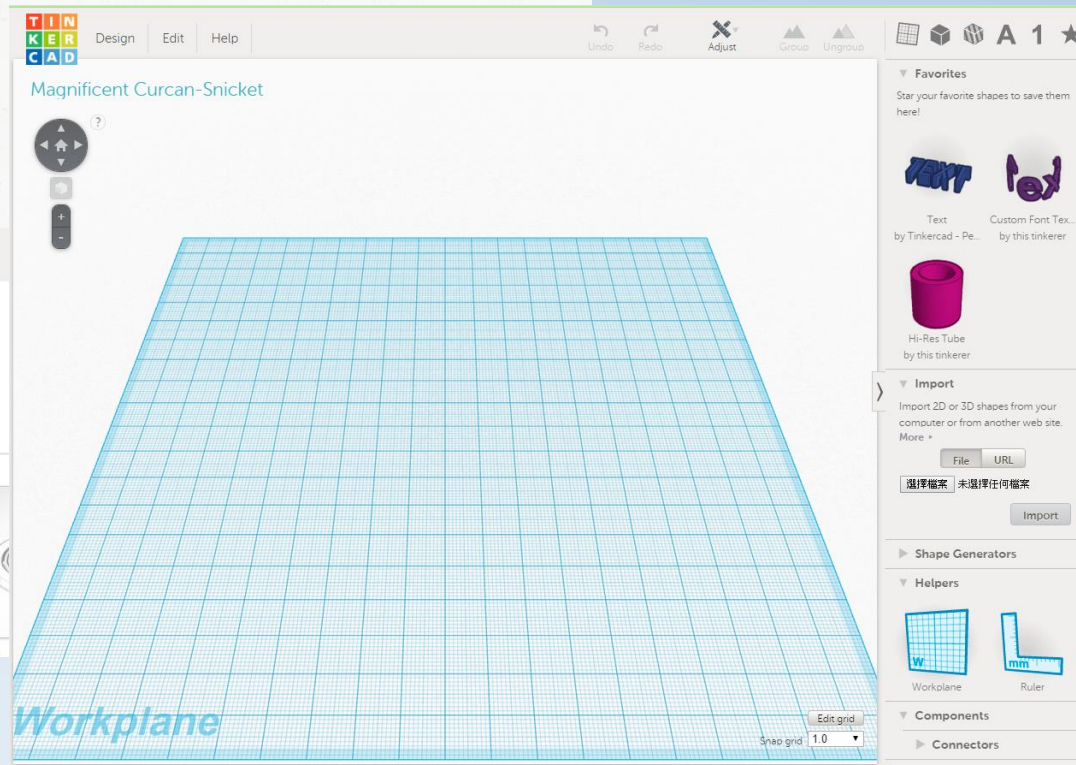 TIN
KER
CAD
Design Edit Help
Undo Redo Adjust Group Ungroup
A 1
Magnificent Curcan-Snicket
?
+
-
Workplane
Edit grid
Snap grid 1.0
Favorites
Star your favorite shapes to save them
here!
TEXT Tex
Text Custom Font Tex...
by Tinkercad - Pe... by this tinkerer
Hi-Res Tube
by this tinkerer
Import
Import 2D or 3D shapes from your
computer or from another web site.
More
File URL
選擇檔案 未選擇任何檔案
Import
Shape Generators
Helpers
W mm
Workplane Ruler
Components
Connectors